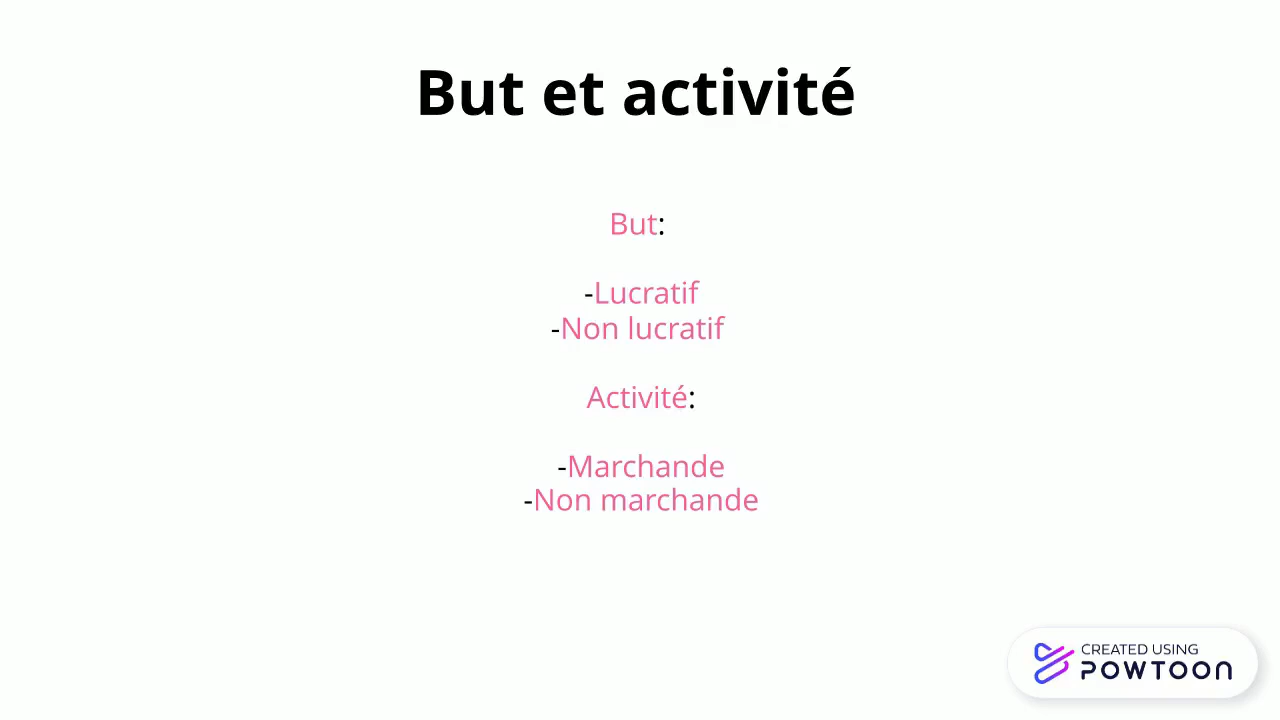 But et activité
But:
-Lucratif
-Non lucratif
Activité:
-Marchande
-Non marchande
CREATED USING
POWTOON